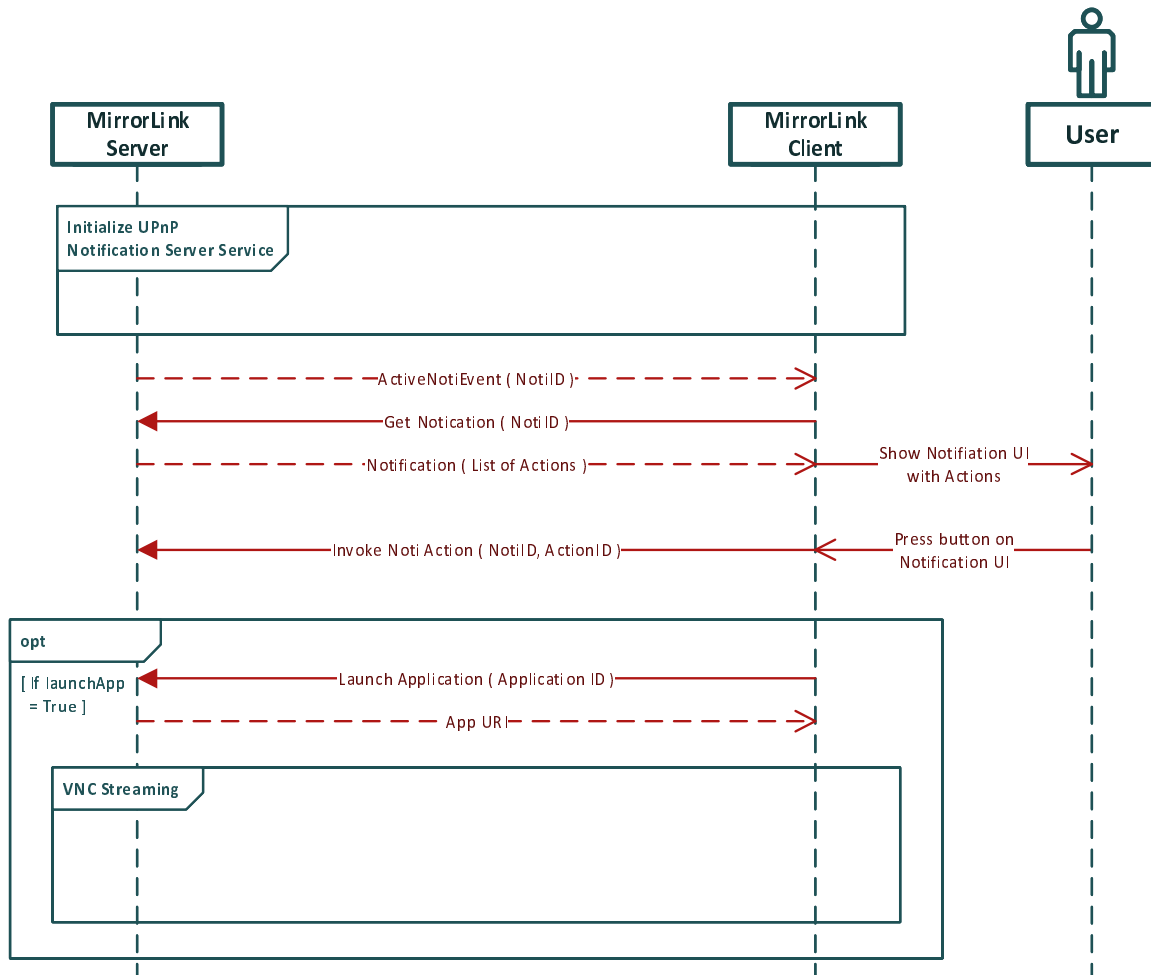 MirrorLink
Server
MirrorLink
Client
User
Initialize UPnP
Notification Server Service
ActiveNotiEvent ( NotiID )
Get Notication ( NotiID )
Notification ( List of Actions )
Show Notifiation UI
with Actions
Invoke Noti Action ( NotiID, ActionID )
Press button on
Notification UI
opt
[ If launchApp
= True ]
Launch Application ( Application ID )
App URI
VNC Streaming